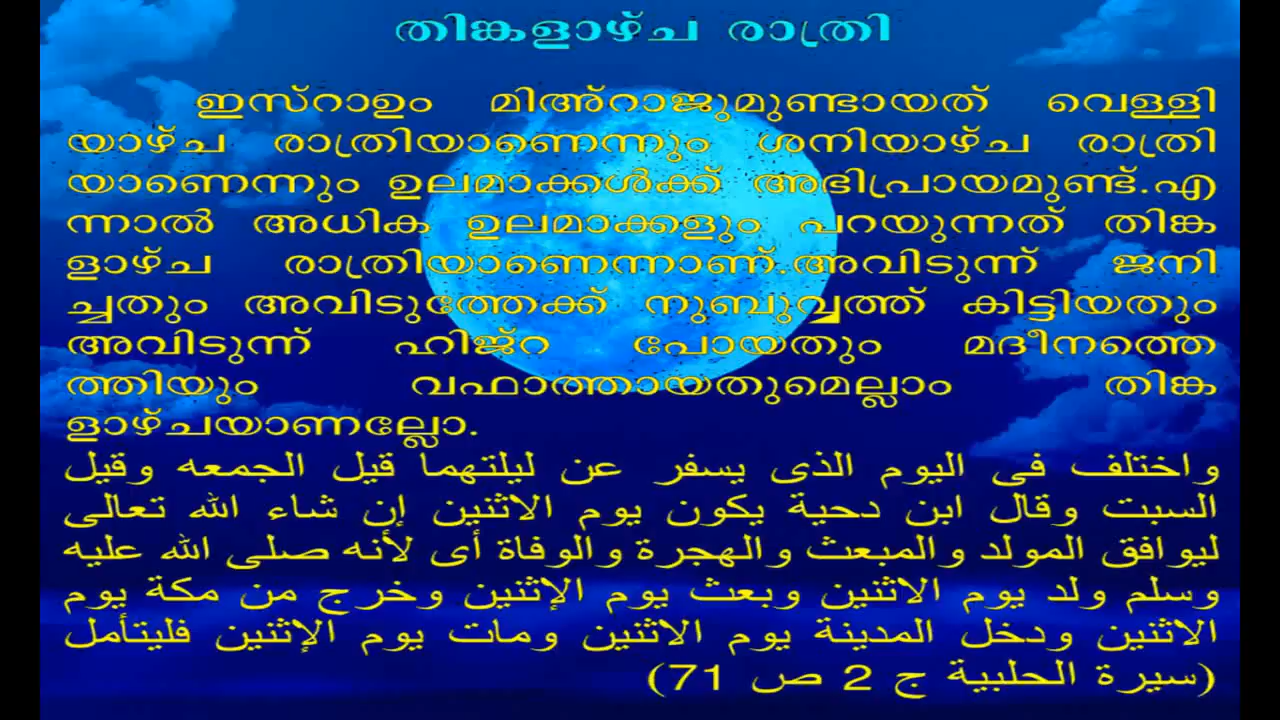 തിങ്കളാഴ്ച രാത്രി
ഇസ്റാഉം മിഅ്റാജുമുണ്ടായത് വെള്ളി
യാഴ്ച രാത്രിയാണെന്നും ശനിയാഴ്ച രാത്രി
യാണെന്നും ഉലമാക്കൾക്ക് അഭിപ്രായമുണ്ട്.എ
ന്നാൽ അധിക ഉലമാക്കളും പറയുന്നത് തിങ്ക
ളാഴ്ച രാത്രിയാണെന്നാണ്.അവിടുന്ന് ജനി
ച്ചതും അവിടുത്തേക്ക് നുബുവ്വത്ത് കിട്ടിയതും
അവിടുന്ന് ഹിജ്റ പോയതും മദീനത്തെ
ത്തിയും വഫാത്തായതുമെല്ലാം തിങ്ക
ളാഴ്ചയാണല്ലോ.
واختلف فى اليوم الذى يسفر عن ليلتهما قيل الجمعه وقيل
السبت وقال ابن دحية يكون يوم الاثنين إن شاء الله تعالى
ليوافق المولد والمبعث والهجرة والوفاة أى لأنه صلى الله عليه
وسلم ولد يوم الاثنين وبعث يوم الإثنين وخرج من مكة يوم
الاثنين ودخل المدينة يوم الاثنين ومات يوم الإثنين فليتأمل
(سيرة الحلبية ج 2 ص 71)